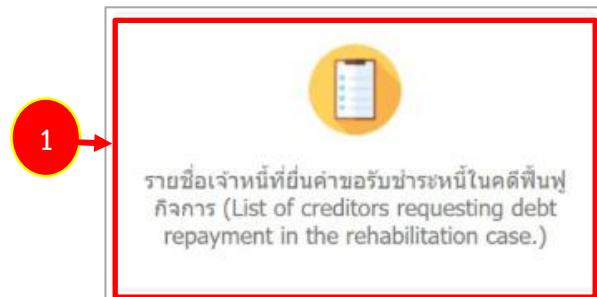 1
รายชื่อเจ้าหนี้ที่ยื่นคำขอรับชำระหนี้ในคดีฟื้นฟู
กิจการ (List of creditors requesting debt
repayment in the rehabilitation case.)